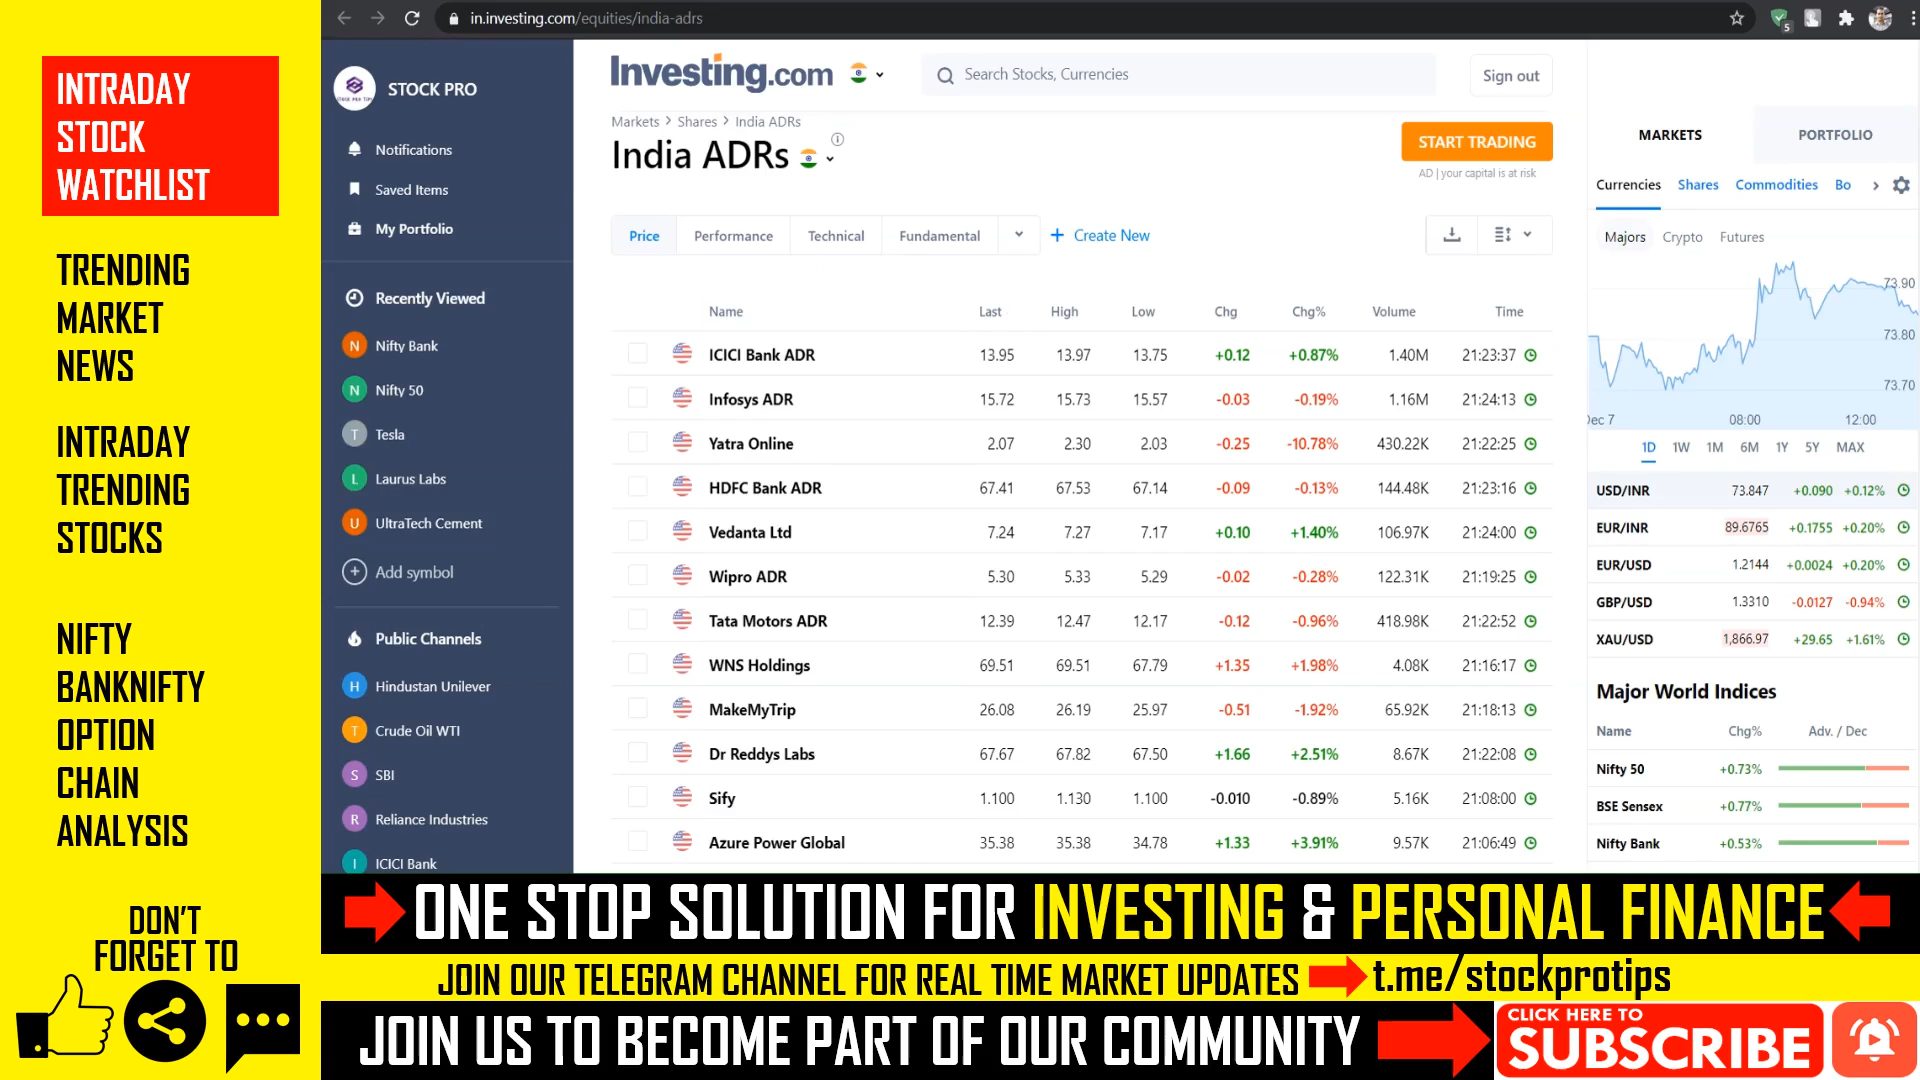 in.investing.com/equities/india-adrs
5
INTRADAY
STOCK
WATCHLIST
TRENDING
MARKET
NEWS
INTRADAY
TRENDING
STOCKS
NIFTY
BANKNIFTY
OPTION
CHAIN
ANALYSIS
DON'T
FORGET TO
STOCK PRO
Notifications
Saved Items
My Portfolio
Recently Viewed
N Nifty Bank
N Nifty 50
T Tesla
L Laurus Labs
U UltraTech Cement
+ Add symbol
Public Channels
H Hindustan Unilever
T Crude Oil WTI
S SBI
R Reliance Industries
I ICICI Bank
Investing.com
Search Stocks, Currencies
Sign out
Markets > Shares > India ADRs
India ADRs
START TRADING
AD | your capital is at risk
Price Performance Technical Fundamental + Create New
Name Last High Low Chg Chg% Volume Time
ICICI Bank ADR 13.95 13.97 13.75 +0.12 +0.87% 1.40M 21:23:37
Infosys ADR 15.72 15.73 15.57 -0.03 -0.19% 1.16M 21:24:13
Yatra Online 2.07 2.30 2.03 -0.25 -10.78% 430.22K 21:22:25
HDFC Bank ADR 67.41 67.53 67.14 -0.09 -0.13% 144.48K 21:23:16
Vedanta Ltd 7.24 7.27 7.17 +0.10 +1.40% 106.97K 21:24:00
Wipro ADR 5.30 5.33 5.29 -0.02 -0.28% 122.31K 21:19:25
Tata Motors ADR 12.39 12.47 12.17 -0.12 -0.96% 418.98K 21:22:52
WNS Holdings 69.51 69.51 67.79 +1.35 +1.98% 4.08K 21:16:17
MakeMyTrip 26.08 26.19 25.97 -0.51 -1.92% 65.92K 21:18:13
Dr Reddys Labs 67.67 67.82 67.50 +1.66 +2.51% 8.67K 21:22:08
Sify 1.100 1.130 1.100 -0.010 -0.89% 5.16K 21:08:00
Azure Power Global 35.38 35.38 34.78 +1.33 +3.91% 9.57K 21:06:49
MARKETS PORTFOLIO
Currencies Shares Commodities Bo
Majors Crypto Futures
73.90
73.80
73.70
Dec 7 08:00 12:00
1D 1W 1M 6M 1Y 5Y MAX
USD/INR 73.847 +0.090 +0.12%
EUR/INR 89.6765 +0.1755 +0.20%
EUR/USD 1.2144 +0.0024 +0.20%
GBP/USD 1.3310 -0.0127 -0.94%
XAU/USD 1,866.97 +29.65 +1.61%
Major World Indices
Name Chg% Adv. / Dec
Nifty 50 +0.73%
BSE Sensex +0.77%
Nifty Bank +0.53%
ONE STOP SOLUTION FOR INVESTING & PERSONAL FINANCE
JOIN OUR TELEGRAM CHANNEL FOR REAL TIME MARKET UPDATES t.me/stockprotips
JOIN US TO BECOME PART OF OUR COMMUNITY
CLICK HERE TO
SUBSCRIBE